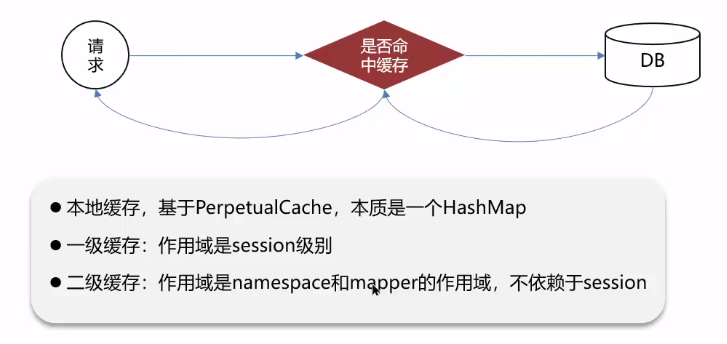 请
求
是否命
中缓存
DB
本地缓存，基于PerpetualCache，本质是一个HashMap
一级缓存：作用域是session级别
二级缓存：作用域是namespace和mapper的作用域，不依赖于session